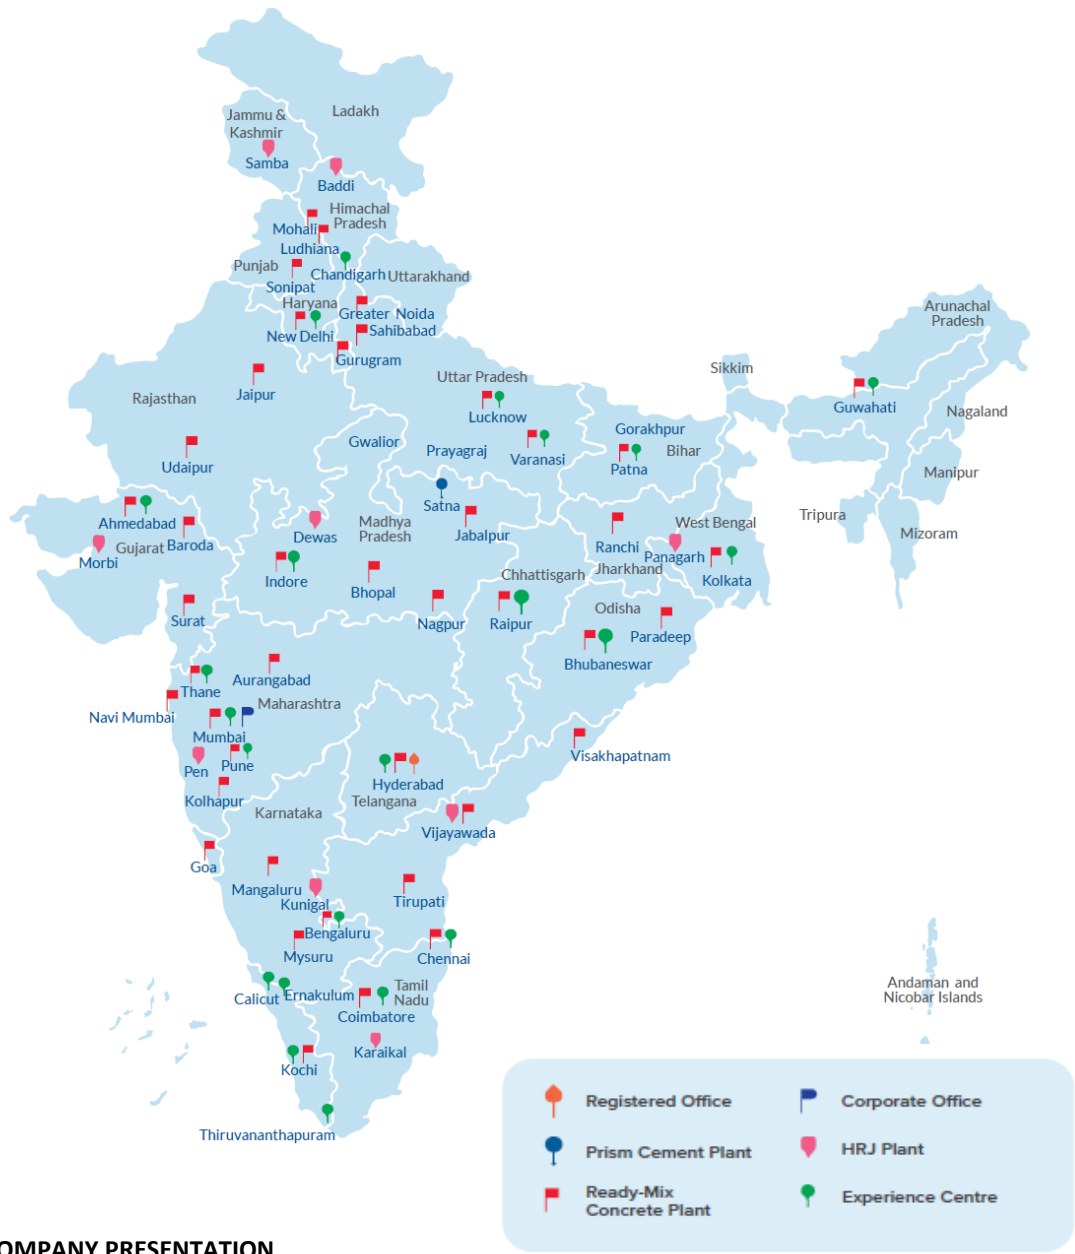 Ladakh
Jammu &
Kashmir
Samba
Baddi
Himachal
Pradesh
Mohali
Ludhiana
Punjab
Chandigarh
Uttarakhand
Sonipat
Haryana
Greater Noida
New Delhi
Sahibabad
Gurugram
Arunachal
Pradesh
Sikkim
Uttar Pradesh
Jaipur
Rajasthan
Lucknow
Guwahati
Nagaland
Gorakhpur
Gwalior
Prayagraj
Varanasi
Bihar
Patna
Udaipur
Manipur
Satna
Tripura
Ahmedabad
Madhya
Pradesh
West Bengal
Mizoram
Dewas
Jabalpur
Baroda
Gujarat
Ranchi
Panagarh
Morbi
Jharkhand
Chhattisgarh
Indore
Kolkata
Bhopal
Odisha
Surat
Nagpur
Raipur
Paradeep
Bhubaneswar
Aurangabad
Thane
Maharashtra
Navi Mumbai
Mumbai
Visakhapatnam
Pune
Pen
Hyderabad
Kolhapur
Telangana
Karnataka
Vijayawada
Goa
Mangaluru
Kunigal
Tirupati
Bengaluru
Mysuru
Chennai
Andaman and
Nicobar Islands
Tamil
Nadu
Calicut
Ernakulum
Coimbatore
Karaikal
Kochi
Thiruvananthapuram
Registered Office
Corporate Office
Prism Cement Plant
HRJ Plant
Ready-Mix
Concrete Plant
Experience Centre
OMPANY PRESENTATION